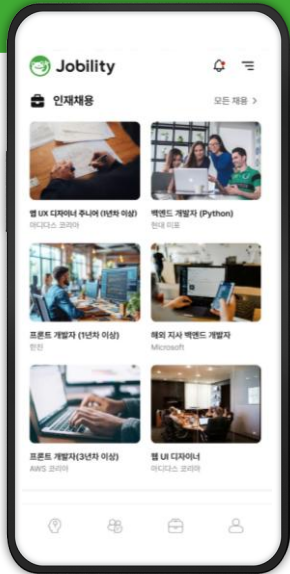 Jobility
인재채용
모든 채용 >
웹 UX 디자이너 주니어 (1년차 이상)
아디다스 코리아
백엔드 개발자 (Python)
현대 이포
프론트 개발자 (1년차 이상)
한진
해외 지사 백엔드 개발자
Microsoft
프론트 개발자(3년차 이상)
AWS 코리아
웹 UI 디자이너
아디다스 코리아